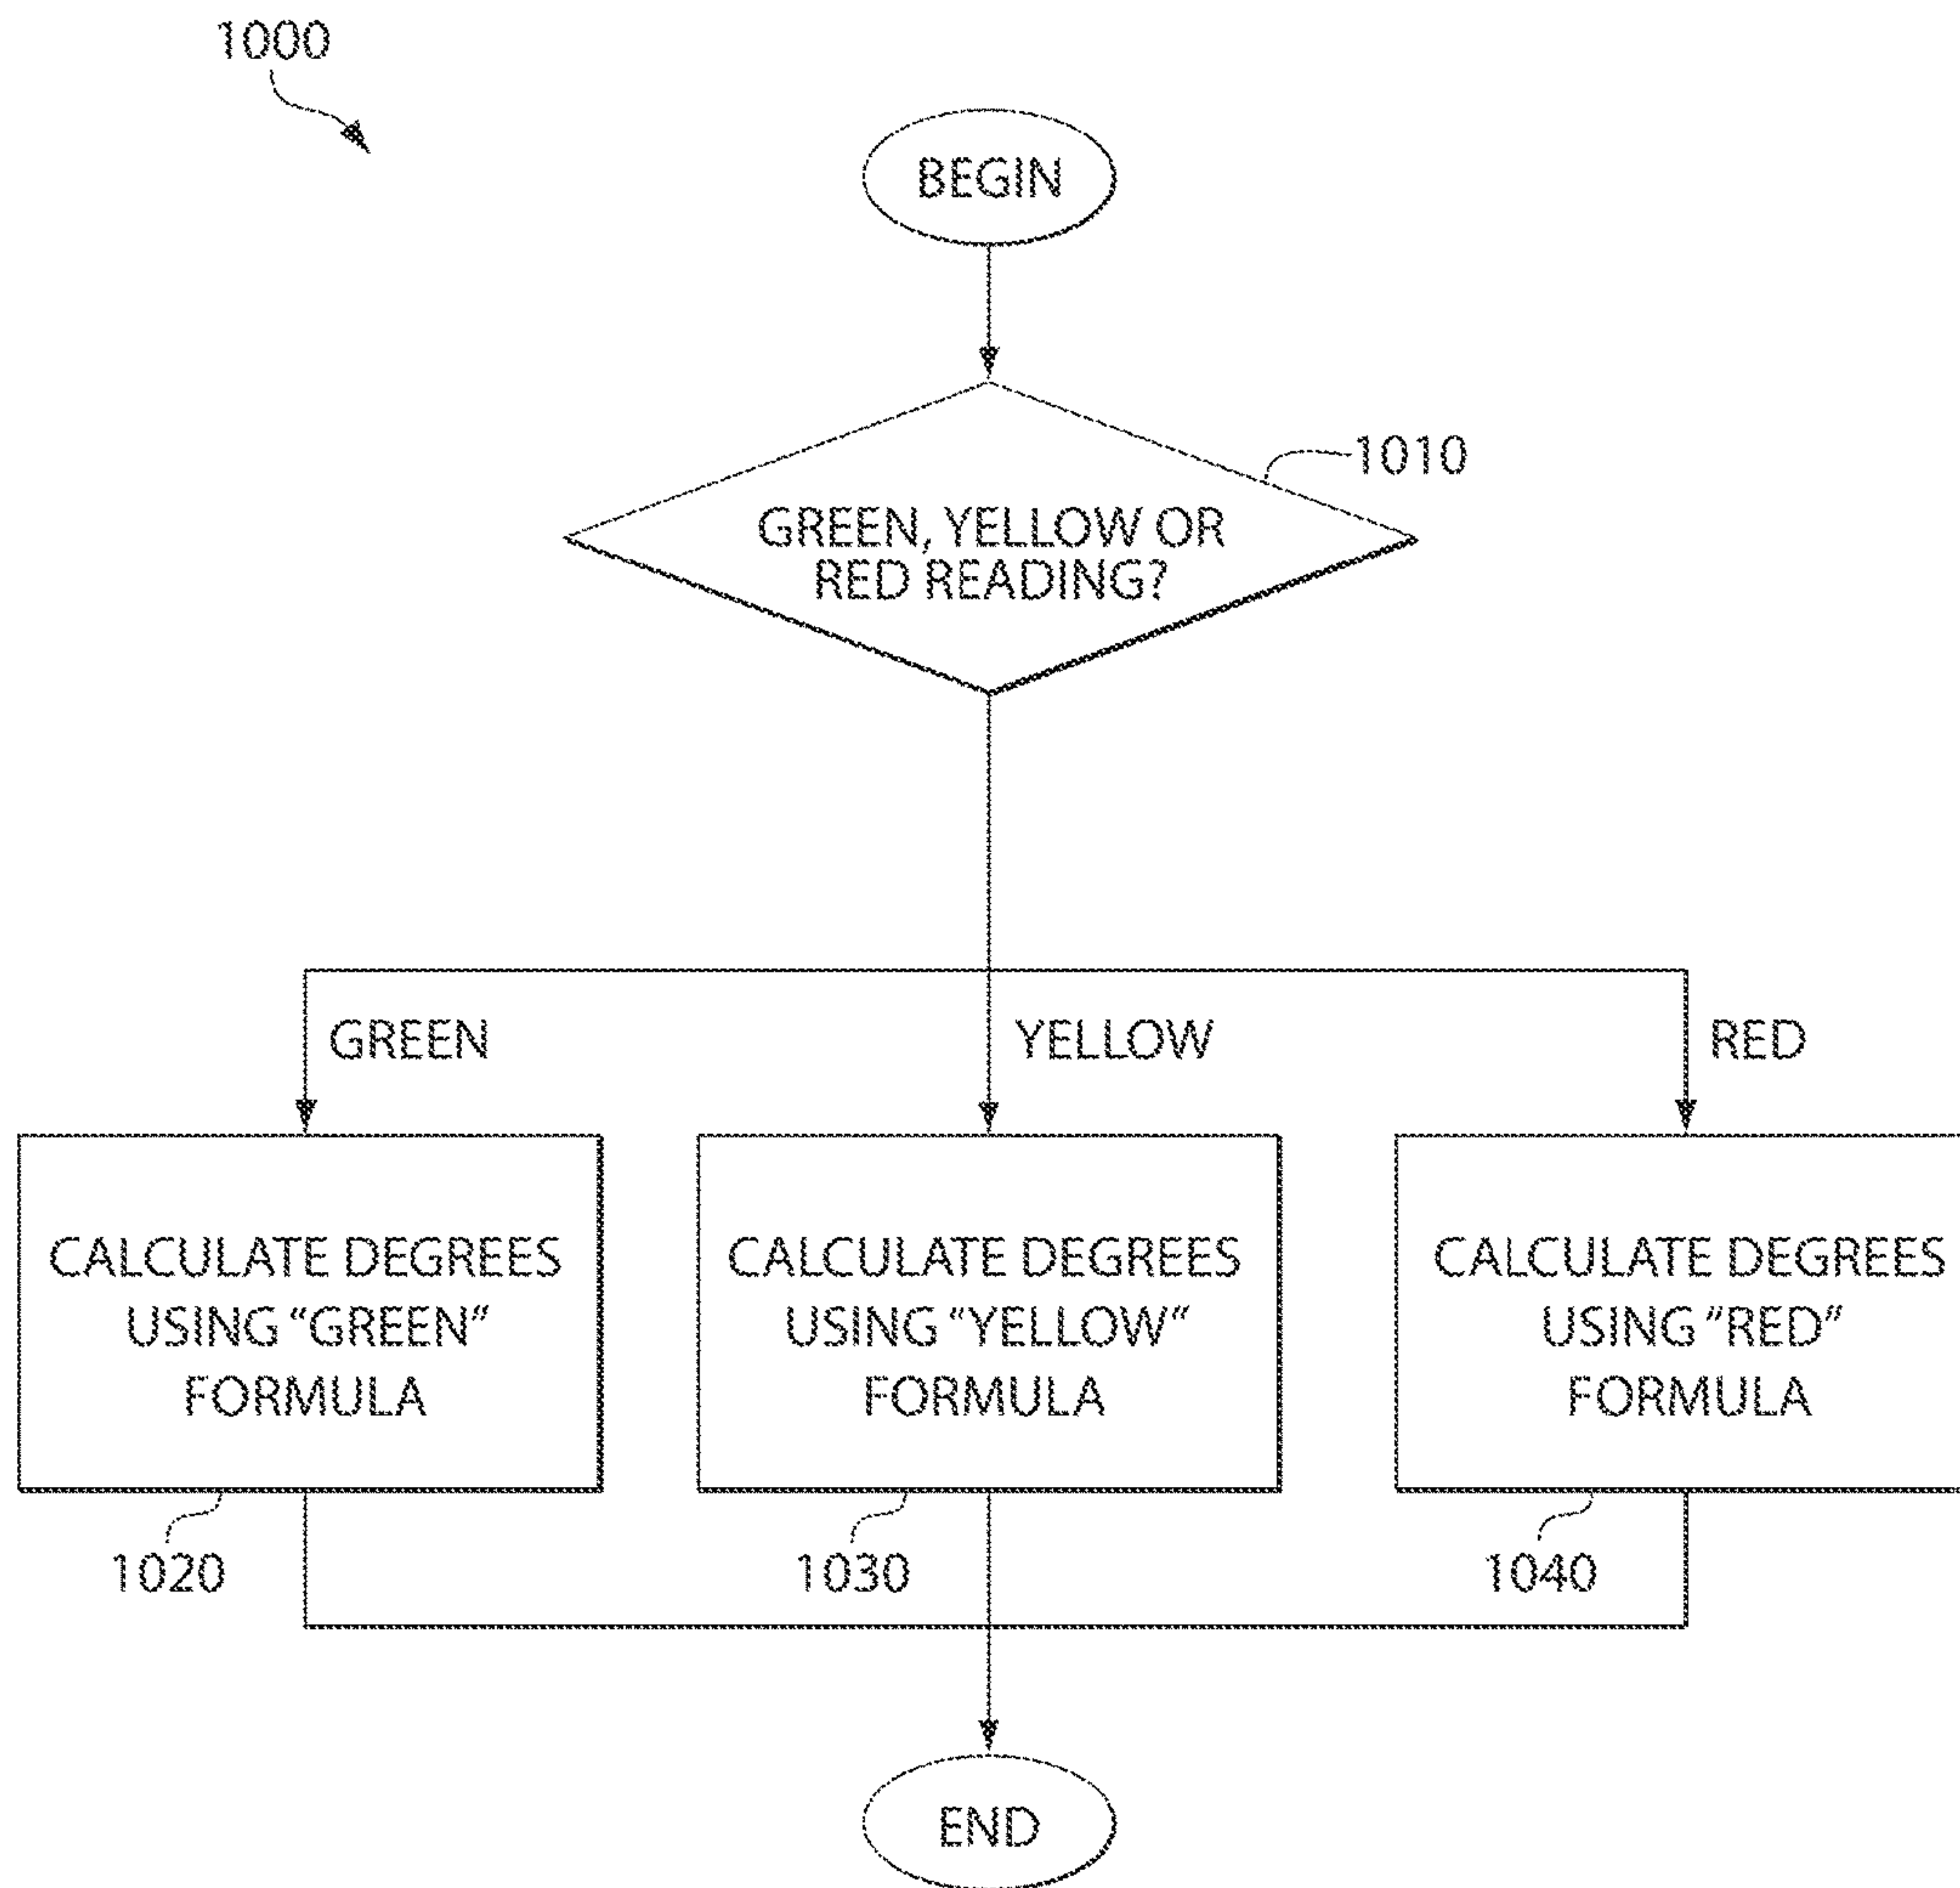 1000
BEGIN
1010
GREEN, YELLOW OR
RED READING?
GREEN
YELLOW
RED
CALCULATE DEGREES
USING “GREEN”
FORMULA
CALCULATE DEGREES
USING “YELLOW“
FORMULA
CALCULATE DEGREES
USING ”RED”
FORMULA
1020
1030
1040
END